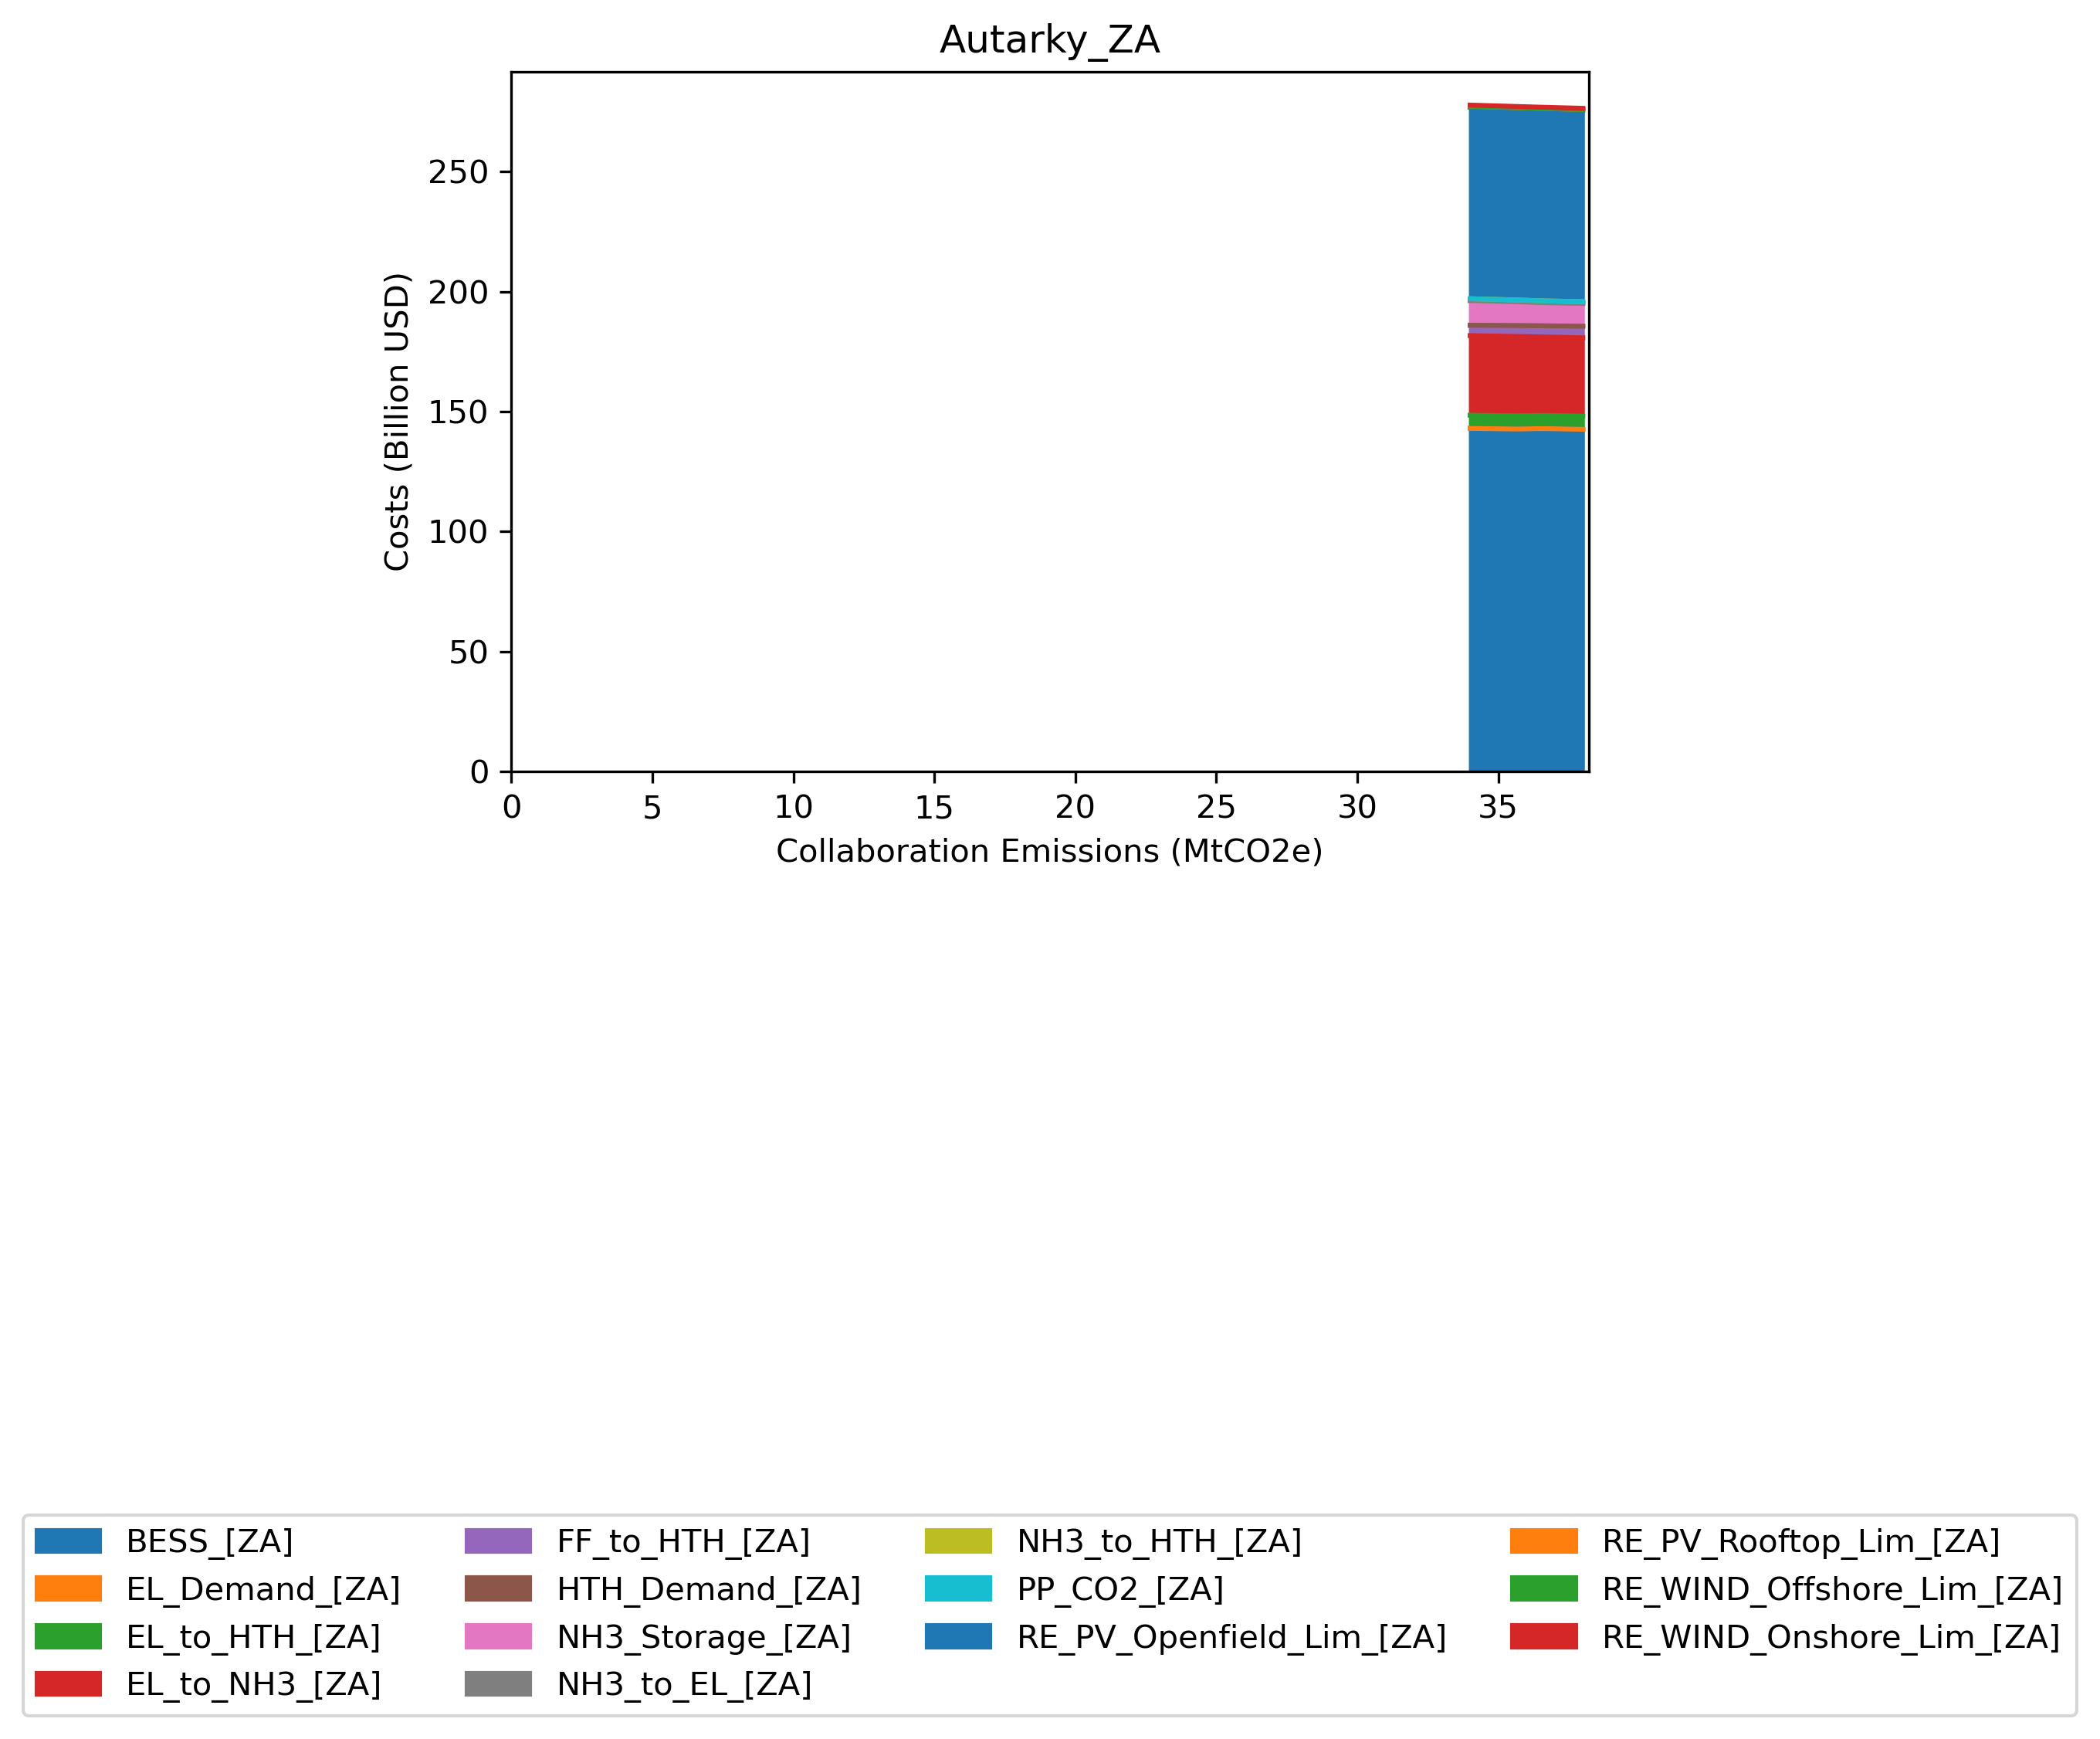 Autarky_ZA
Costs (Billion USD)
250
200
150
100
50
0
0 5 10 15 20 25 30 35
Collaboration Emissions (MtCO2e)
BESS_[ZA]
EL_Demand_[ZA]
EL_to_HTH_[ZA]
EL_to_NH3_[ZA]
FF_to_HTH_[ZA]
HTH_Demand_[ZA]
NH3_Storage_[ZA]
NH3_to_EL_[ZA]
NH3_to_HTH_[ZA]
PP_CO2_[ZA]
RE_PV_Openfield_Lim_[ZA]
RE_PV_Rooftop_Lim_[ZA]
RE_WIND_Offshore_Lim_[ZA]
RE_WIND_Onshore_Lim_[ZA]